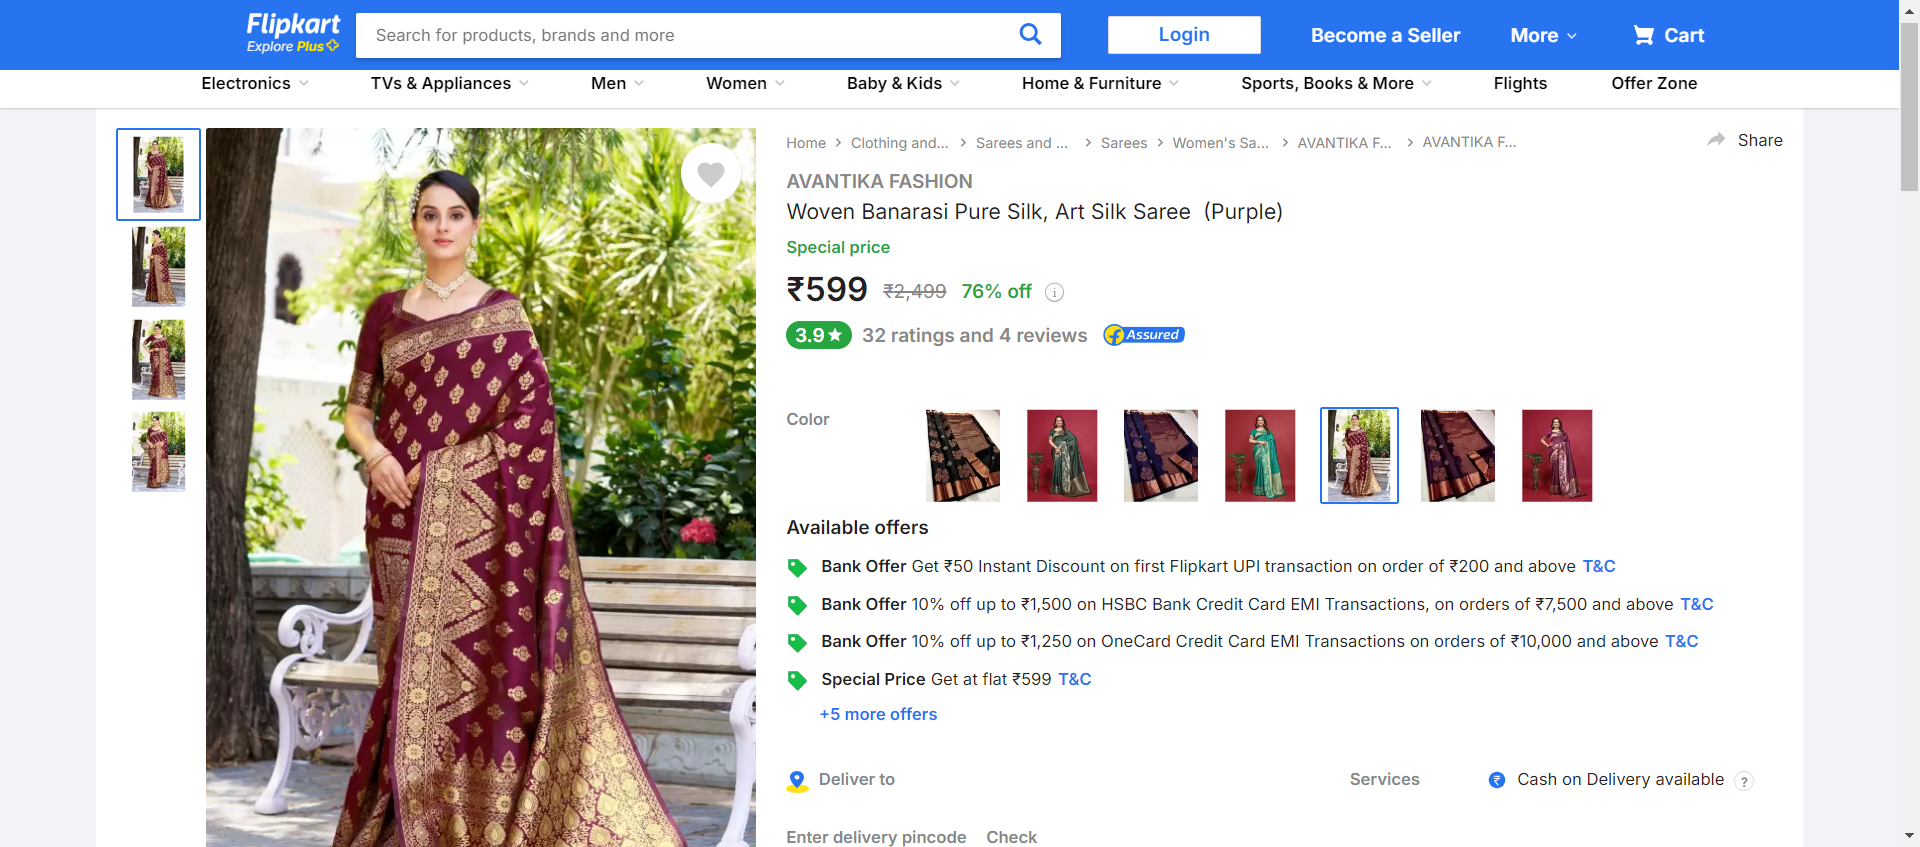 Flipkart
Explore Plus
Search for products, brands and more
Login
Become a Seller
More
Cart
Electronics
TVs & Appliances
Men
Women
Baby & Kids
Home & Furniture
Sports, Books & More
Flights
Offer Zone
Home
Clothing and...
Sarees and ...
Sarees
Women's Sa...
AVANTIKA F...
AVANTIKA F...
Share
AVANTIKA FASHION
Woven Banarasi Pure Silk, Art Silk Saree (Purple)
Special price
₹599 ₹2,499 76% off
3.9 ★ 32 ratings and 4 reviews Assured
Color
Available offers
Bank Offer Get ₹50 Instant Discount on first Flipkart UPI transaction on order of ₹200 and above T&C
Bank Offer 10% off up to ₹1,500 on HSBC Bank Credit Card EMI Transactions, on orders of ₹7,500 and above T&C
Bank Offer 10% off up to ₹1,250 on OneCard Credit Card EMI Transactions on orders of ₹10,000 and above T&C
Special Price Get at flat ₹599 T&C
+5 more offers
Deliver to
Services
₹ Cash on Delivery available ?
Enter delivery pincode Check